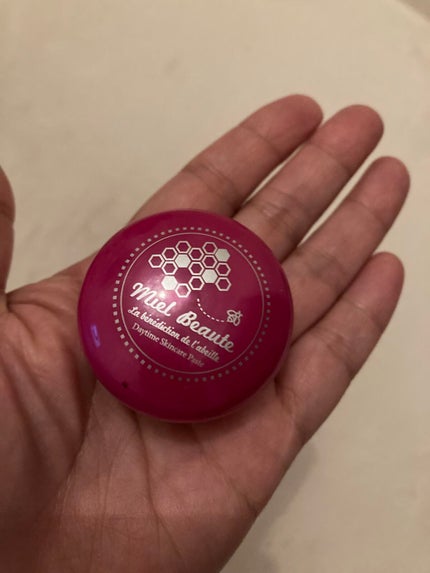 Miel Beaute
La bénédiction de l'abeille
Daytime Skincare Paste